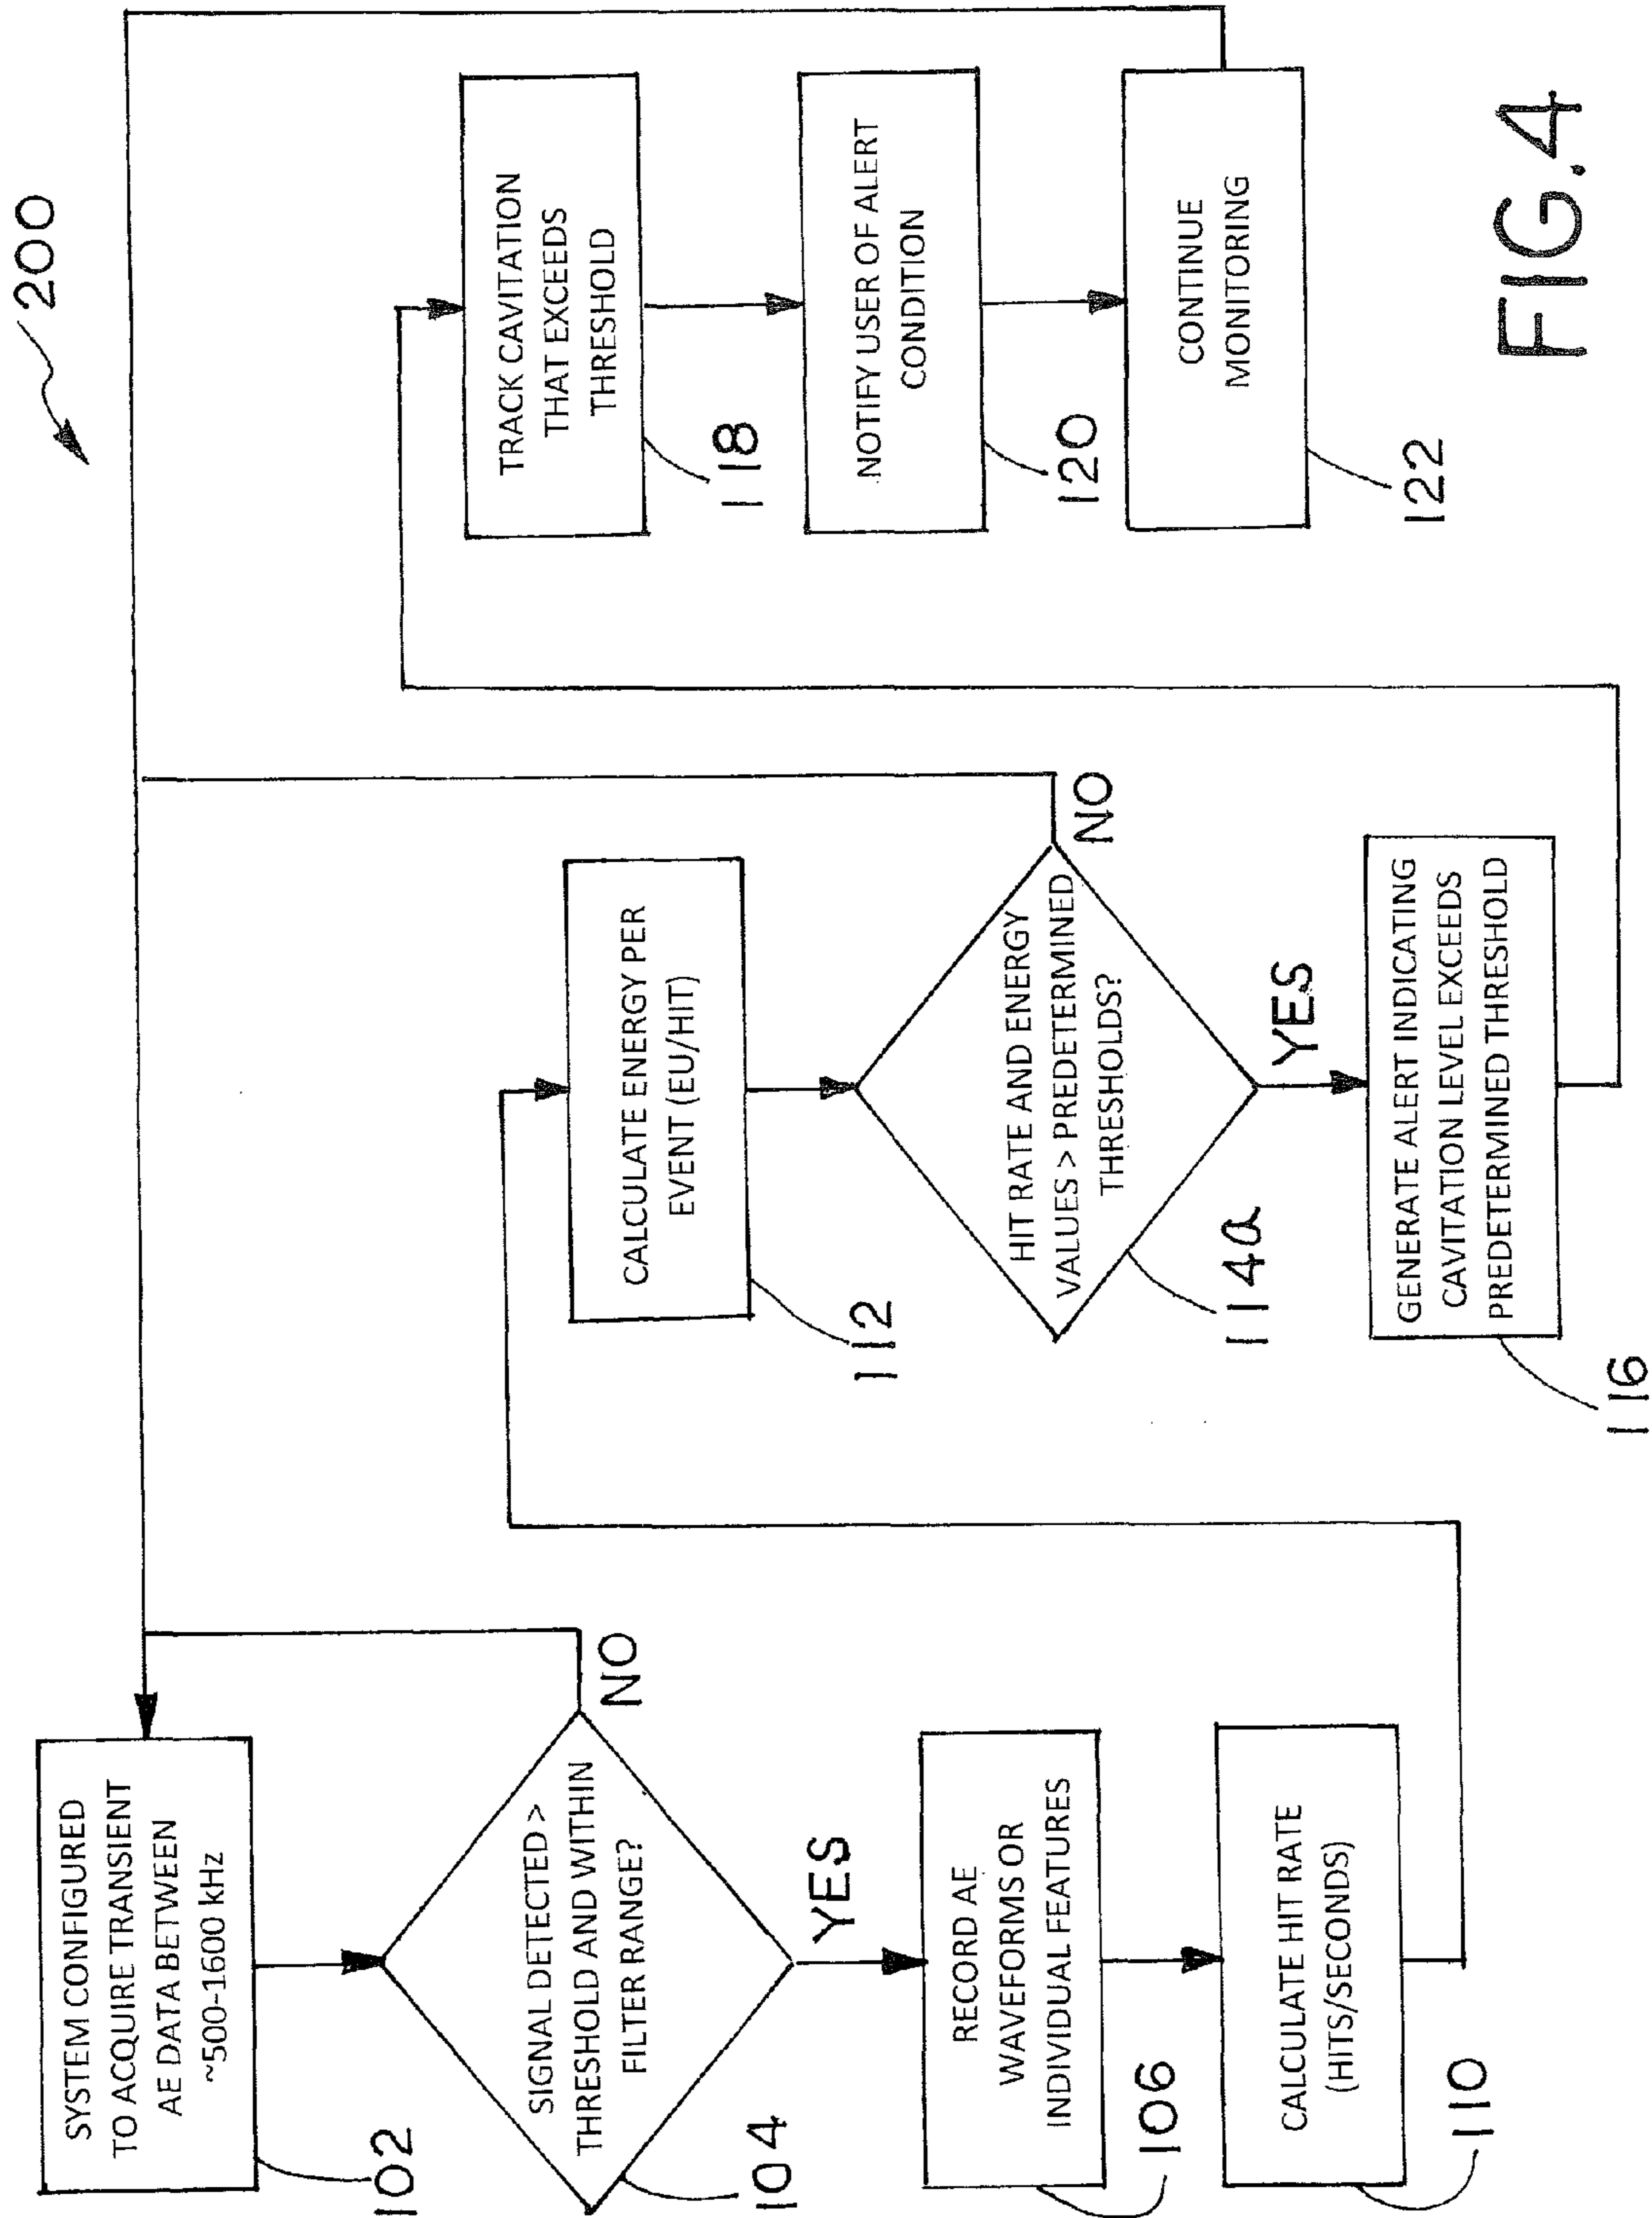 200
SYSTEM CONFIGURED
TO ACQUIRE TRANSIENT
AE DATA BETWEEN
~500-1600 kHz
102
SIGNAL DETECTED >
THRESHOLD AND WITHIN
FILTER RANGE?
104
NO
YES
RECORD AE
WAVEFORMS OR
INDIVIDUAL FEATURES
106
CALCULATE HIT RATE
(HITS/SECONDS)
110
CALCULATE ENERGY PER
EVENT (EU/HIT)
112
HIT RATE AND ENERGY
VALUES > PREDETERMINED
THRESHOLDS?
114a
NO
YES
GENERATE ALERT INDICATING
CAVITATION LEVEL EXCEEDS
PREDETERMINED THRESHOLD
116
TRACK CAVITATION
THAT EXCEEDS
THRESHOLD
118
NOTIFY USER OF ALERT
CONDITION
120
CONTINUE
MONITORING
122
FIG.4